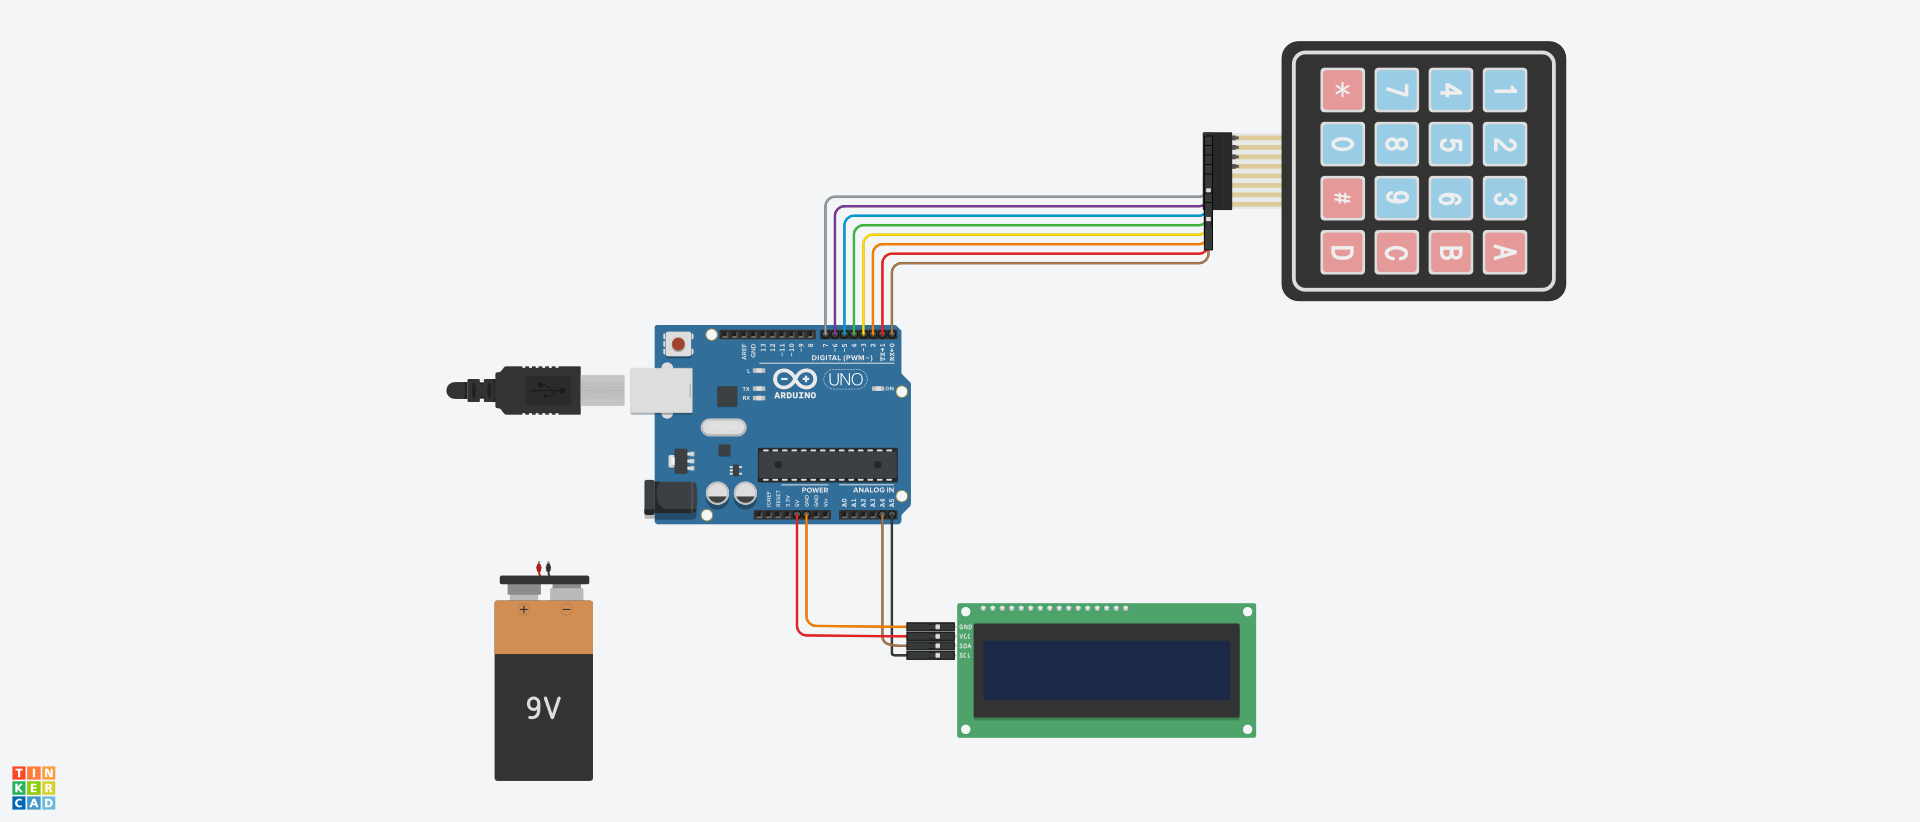 * 7 4 1
0 8 5 2
# 9 6 3
D C B A
AREF GND 13 12 ~11 ~10 ~9 8 7 ~6 ~5 4 ~3 2 TX→1 RX←0
DIGITAL (PWM~)
L
TX
RX
UNO
ON
ARDUINO
POWER
ANALOG IN
IOREF RESET 3.3V 5V GND GND Vin A0 A1 A2 A3 A4 A5
+ −
9V
GND
VCC
SDA
SCL
TIN
KER
CAD